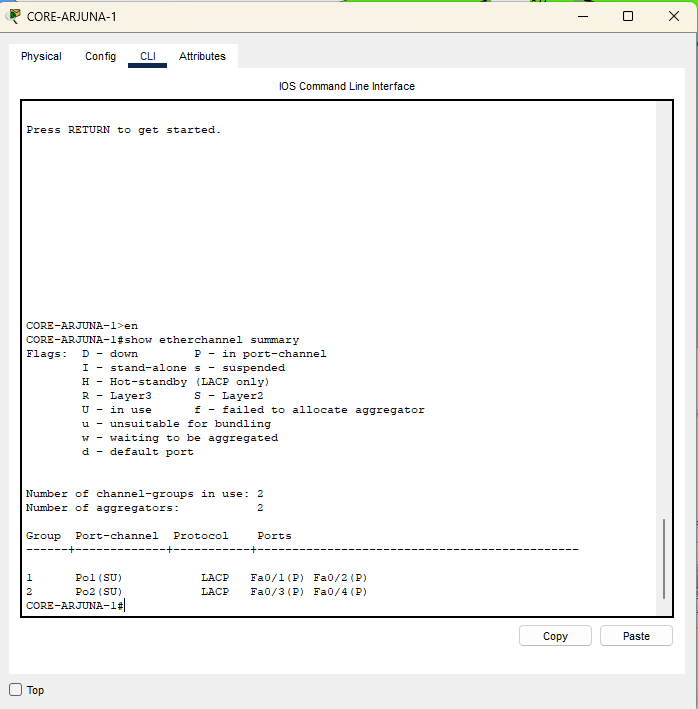 CORE-ARJUNA-1
Physical Config CLI Attributes
IOS Command Line Interface
Press RETURN to get started.
CORE-ARJUNA-1>en
CORE-ARJUNA-1#show etherchannel summary
Flags:  D - down        P - in port-channel
        I - stand-alone s - suspended
        H - Hot-standby (LACP only)
        R - Layer3      S - Layer2
        U - in use      f - failed to allocate aggregator
        u - unsuitable for bundling
        w - waiting to be aggregated
        d - default port
Number of channel-groups in use: 2
Number of aggregators:           2
Group  Port-channel  Protocol    Ports
------+-------------+-----------+----------------------------------------------
1      Po1(SU)           LACP   Fa0/1(P) Fa0/2(P)
2      Po2(SU)           LACP   Fa0/3(P) Fa0/4(P)
CORE-ARJUNA-1#
Copy Paste
Top